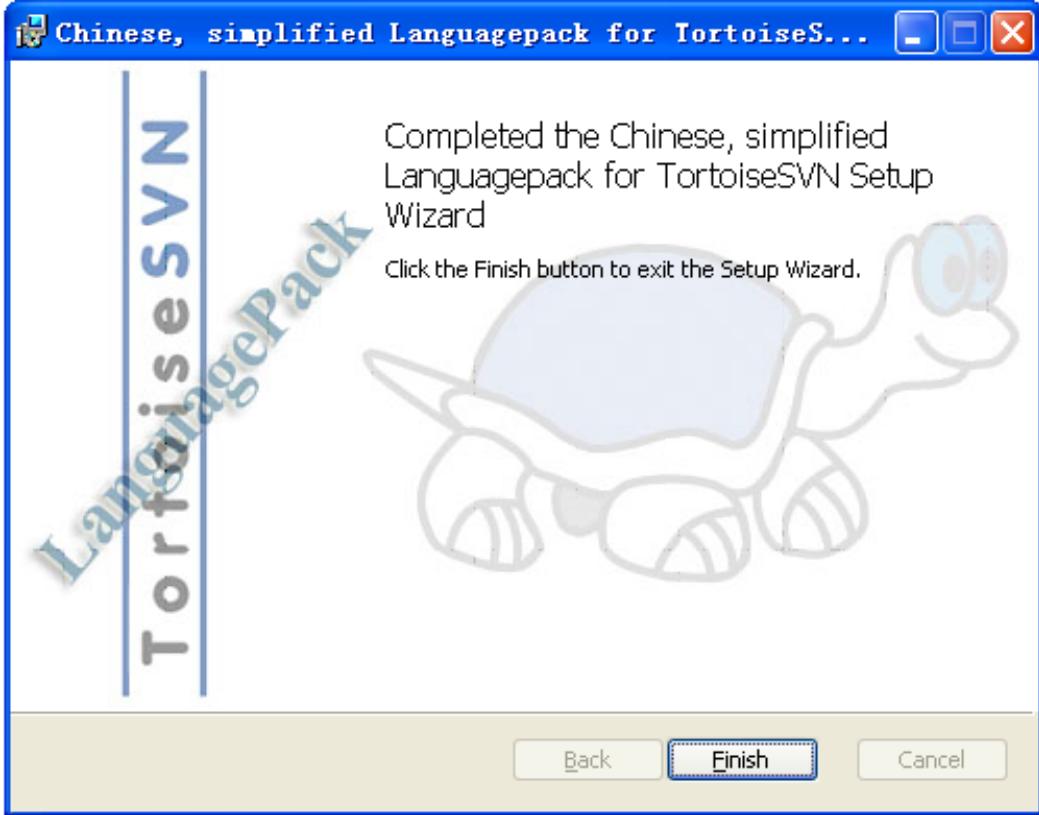 Chinese, simplified Languagepack for TortoiseS...
TortoiseSVN
LanguagePack
Completed the Chinese, simplified
Languagepack for TortoiseSVN Setup
Wizard
Click the Finish button to exit the Setup Wizard.
Back
Finish
Cancel